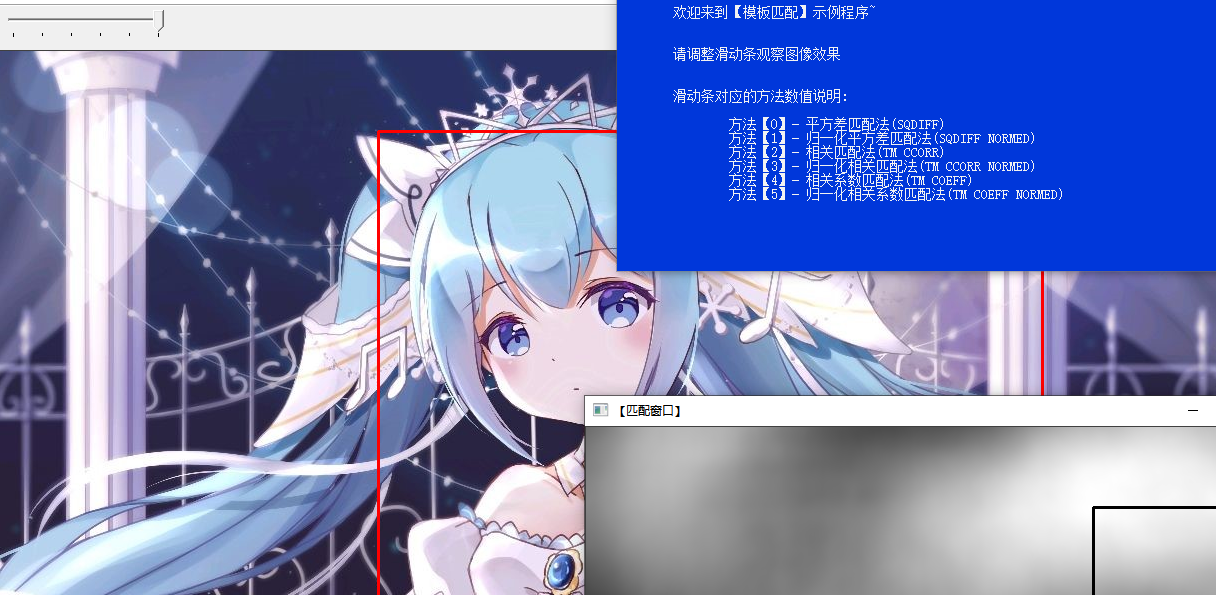 欢迎来到【模板匹配】示例程序~
请调整滑动条观察图像效果
滑动条对应的方法数值说明:
方法【0】- 平方差匹配法(SQDIFF)
方法【1】- 归一化平方差匹配法(SQDIFF NORMED)
方法【2】- 相关匹配法(TM CCORR)
方法【3】- 归一化相关匹配法(TM CCORR NORMED)
方法【4】- 相关系数匹配法(TM COEFF)
方法【5】- 归一化相关系数匹配法(TM COEFF NORMED)
【匹配窗口】